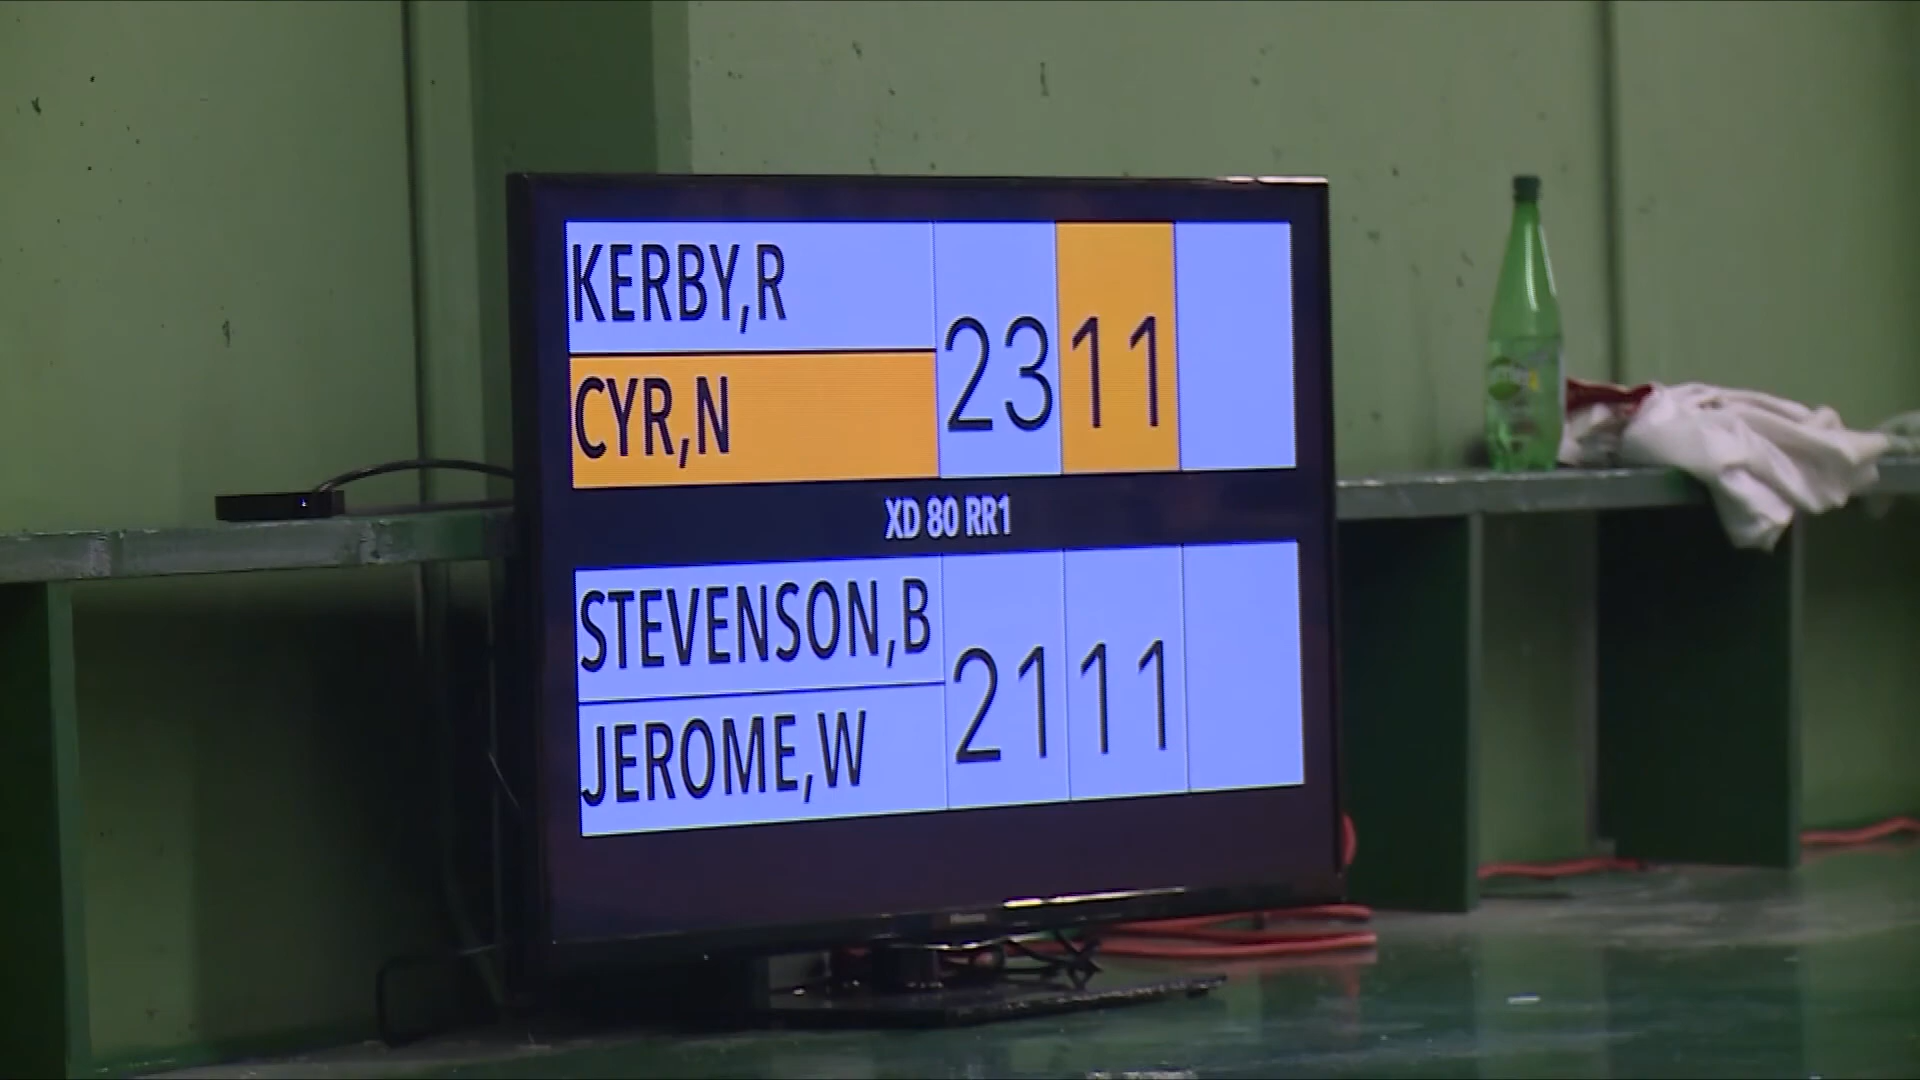 KERBY,R
CYR,N
23 11
XD 80 RR1
STEVENSON,B
JEROME,W
21 11